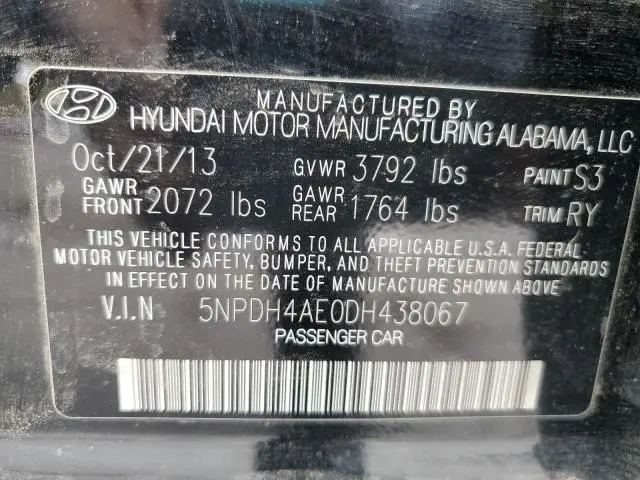 MANUFACTURED BY
HYUNDAI MOTOR MANUFACTURING ALABAMA, LLC
Oct/21/13 GVWR 3792 lbs PAINT S3
GAWR FRONT 2072 lbs GAWR REAR 1764 lbs TRIM RY
THIS VEHICLE CONFORMS TO ALL APPLICABLE U.S.A. FEDERAL
MOTOR VEHICLE SAFETY, BUMPER, AND THEFT PREVENTION STANDARDS
IN EFFECT ON THE DATE OF MANUFACTURE SHOWN ABOVE.
V.I.N 5NPDH4AE0DH438067
PASSENGER CAR